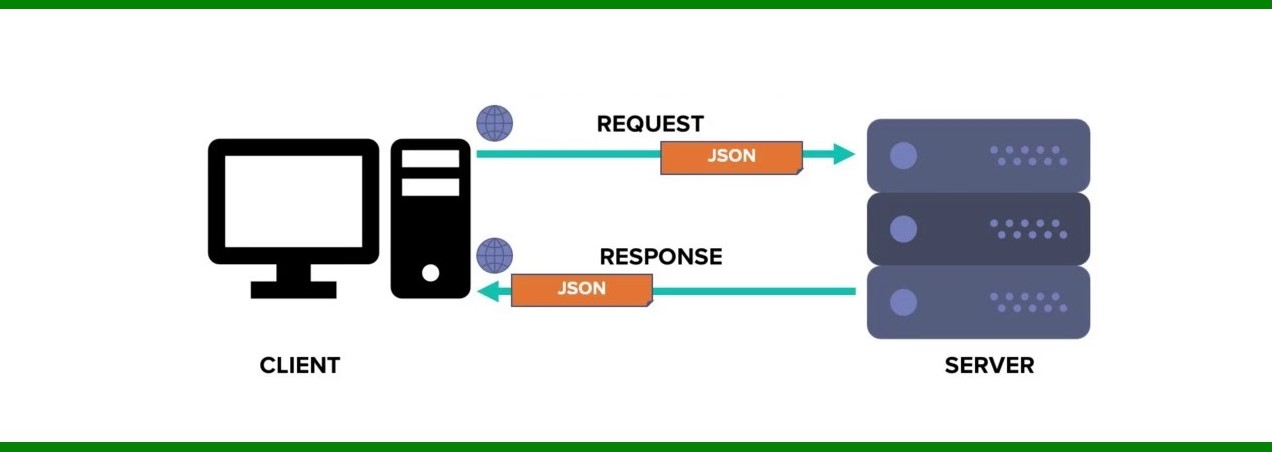 REQUEST
JSON
RESPONSE
JSON
CLIENT
SERVER